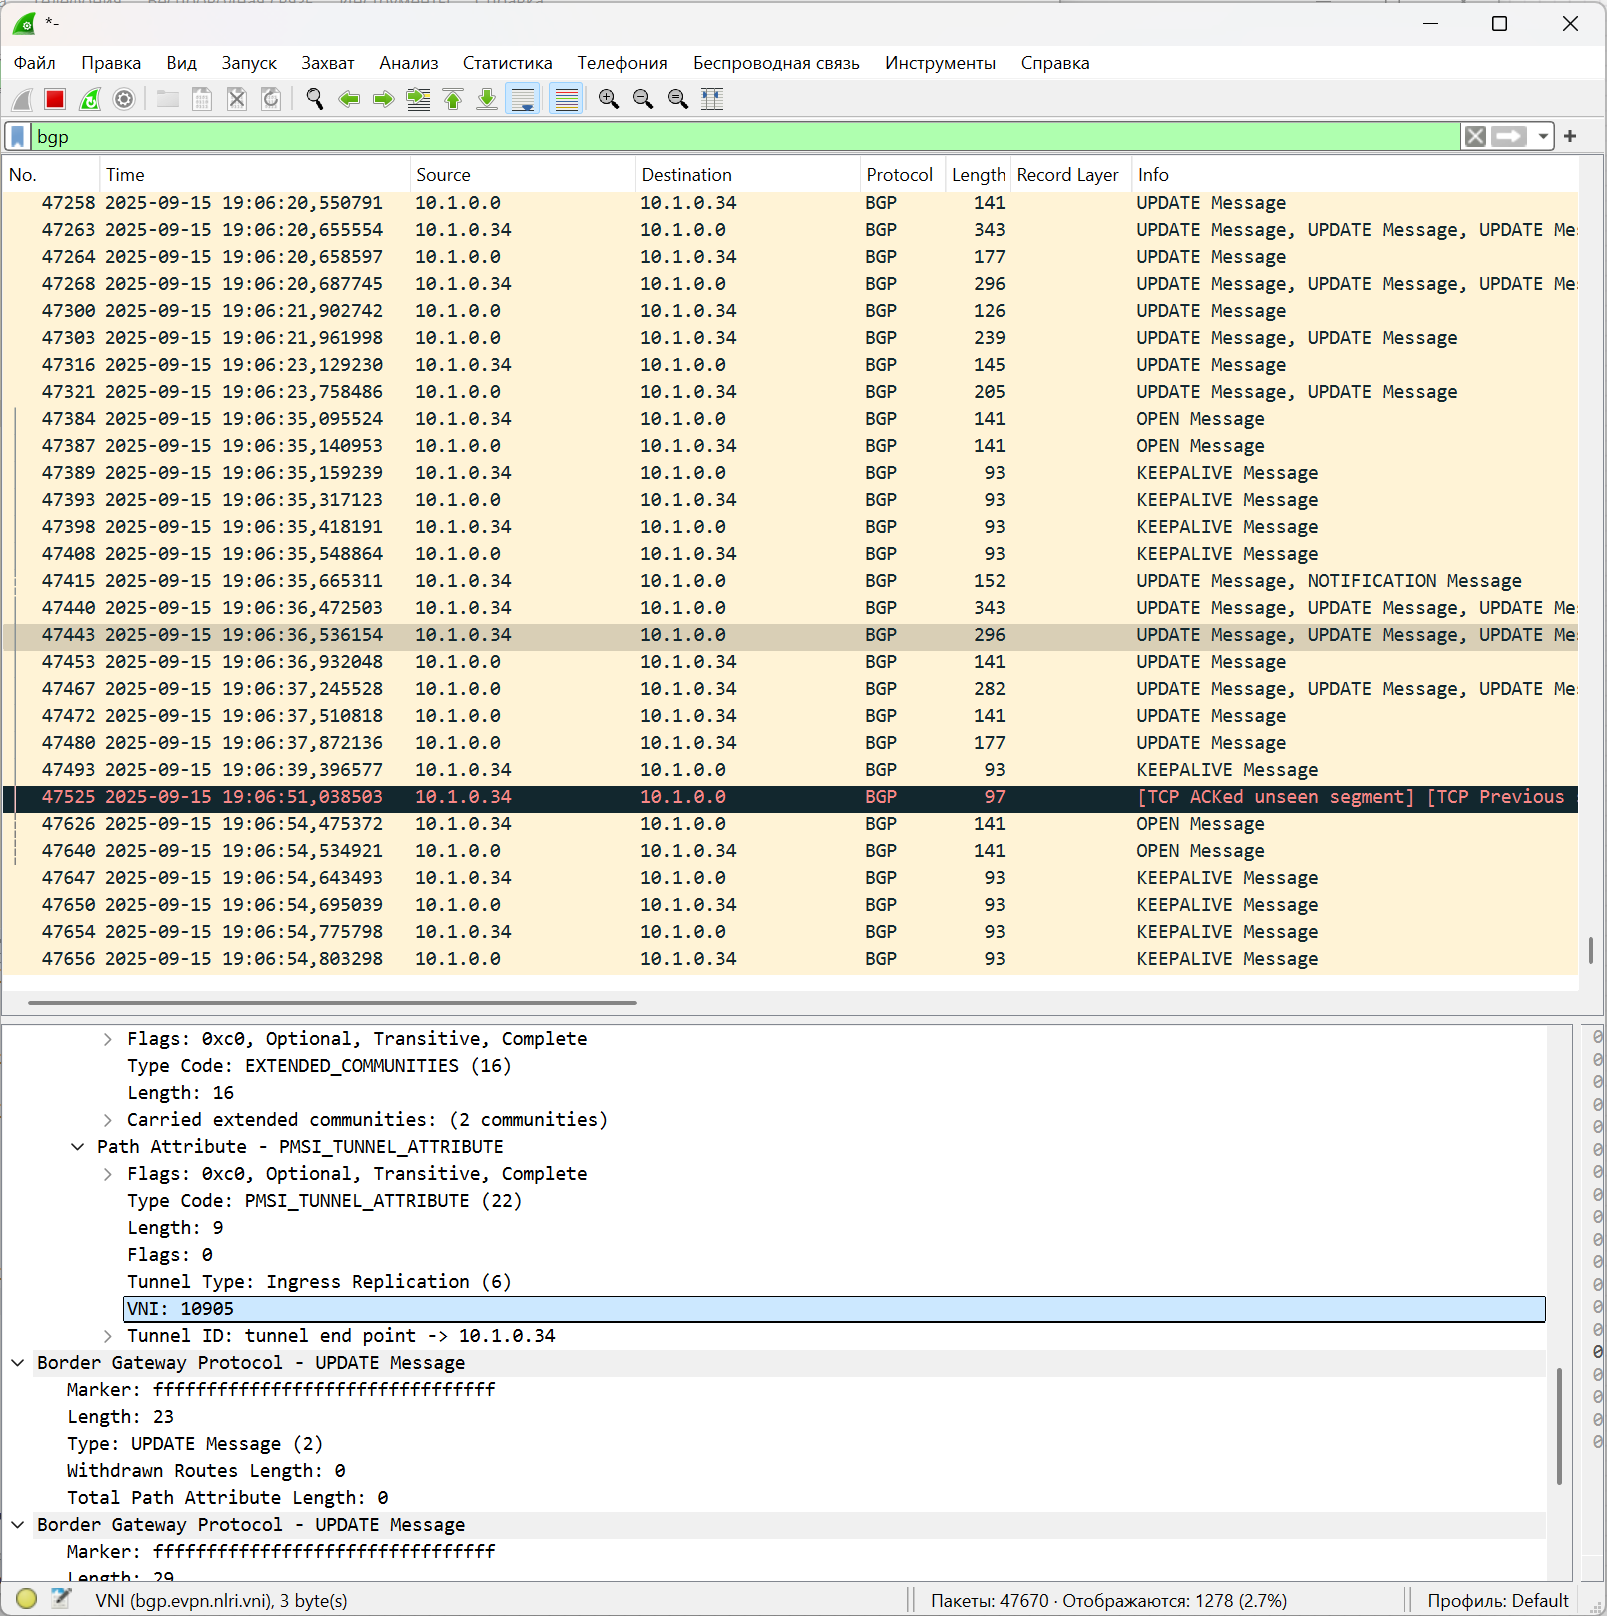 *-
Файл Правка Вид Запуск Захват Анализ Статистика Телефония Беспроводная связь Инструменты Справка
bgp
No. Time Source Destination Protocol Length Record Layer Info
47258 2025-09-15 19:06:20,550791 10.1.0.0 10.1.0.34 BGP 141 UPDATE Message
47263 2025-09-15 19:06:20,655554 10.1.0.34 10.1.0.0 BGP 343 UPDATE Message, UPDATE Message, UPDATE Me
47264 2025-09-15 19:06:20,658597 10.1.0.0 10.1.0.34 BGP 177 UPDATE Message
47268 2025-09-15 19:06:20,687745 10.1.0.34 10.1.0.0 BGP 296 UPDATE Message, UPDATE Message, UPDATE Me
47300 2025-09-15 19:06:21,902742 10.1.0.0 10.1.0.34 BGP 126 UPDATE Message
47303 2025-09-15 19:06:21,961998 10.1.0.0 10.1.0.34 BGP 239 UPDATE Message, UPDATE Message
47316 2025-09-15 19:06:23,129230 10.1.0.34 10.1.0.0 BGP 145 UPDATE Message
47321 2025-09-15 19:06:23,758486 10.1.0.0 10.1.0.34 BGP 205 UPDATE Message, UPDATE Message
47384 2025-09-15 19:06:35,095524 10.1.0.34 10.1.0.0 BGP 141 OPEN Message
47387 2025-09-15 19:06:35,140953 10.1.0.0 10.1.0.34 BGP 141 OPEN Message
47389 2025-09-15 19:06:35,159239 10.1.0.34 10.1.0.0 BGP 93 KEEPALIVE Message
47393 2025-09-15 19:06:35,317123 10.1.0.0 10.1.0.34 BGP 93 KEEPALIVE Message
47398 2025-09-15 19:06:35,418191 10.1.0.34 10.1.0.0 BGP 93 KEEPALIVE Message
47408 2025-09-15 19:06:35,548864 10.1.0.0 10.1.0.34 BGP 93 KEEPALIVE Message
47415 2025-09-15 19:06:35,665311 10.1.0.34 10.1.0.0 BGP 152 UPDATE Message, NOTIFICATION Message
47440 2025-09-15 19:06:36,472503 10.1.0.34 10.1.0.0 BGP 343 UPDATE Message, UPDATE Message, UPDATE Me
47443 2025-09-15 19:06:36,536154 10.1.0.34 10.1.0.0 BGP 296 UPDATE Message, UPDATE Message, UPDATE Me
47453 2025-09-15 19:06:36,932048 10.1.0.0 10.1.0.34 BGP 141 UPDATE Message
47467 2025-09-15 19:06:37,245528 10.1.0.0 10.1.0.34 BGP 282 UPDATE Message, UPDATE Message, UPDATE Me
47472 2025-09-15 19:06:37,510818 10.1.0.0 10.1.0.34 BGP 141 UPDATE Message
47480 2025-09-15 19:06:37,872136 10.1.0.0 10.1.0.34 BGP 177 UPDATE Message
47493 2025-09-15 19:06:39,396577 10.1.0.34 10.1.0.0 BGP 93 KEEPALIVE Message
47525 2025-09-15 19:06:51,038503 10.1.0.34 10.1.0.0 BGP 97 [TCP ACKed unseen segment] [TCP Previous
47626 2025-09-15 19:06:54,475372 10.1.0.34 10.1.0.0 BGP 141 OPEN Message
47640 2025-09-15 19:06:54,534921 10.1.0.0 10.1.0.34 BGP 141 OPEN Message
47647 2025-09-15 19:06:54,643493 10.1.0.34 10.1.0.0 BGP 93 KEEPALIVE Message
47650 2025-09-15 19:06:54,695039 10.1.0.0 10.1.0.34 BGP 93 KEEPALIVE Message
47654 2025-09-15 19:06:54,775798 10.1.0.34 10.1.0.0 BGP 93 KEEPALIVE Message
47656 2025-09-15 19:06:54,803298 10.1.0.0 10.1.0.34 BGP 93 KEEPALIVE Message
Flags: 0xc0, Optional, Transitive, Complete
Type Code: EXTENDED_COMMUNITIES (16)
Length: 16
Carried extended communities: (2 communities)
Path Attribute - PMSI_TUNNEL_ATTRIBUTE
Flags: 0xc0, Optional, Transitive, Complete
Type Code: PMSI_TUNNEL_ATTRIBUTE (22)
Length: 9
Flags: 0
Tunnel Type: Ingress Replication (6)
VNI: 10905
Tunnel ID: tunnel end point -> 10.1.0.34
Border Gateway Protocol - UPDATE Message
Marker: ffffffffffffffffffffffffffffffff
Length: 23
Type: UPDATE Message (2)
Withdrawn Routes Length: 0
Total Path Attribute Length: 0
Border Gateway Protocol - UPDATE Message
Marker: ffffffffffffffffffffffffffffffff
Length: 29
VNI (bgp.evpn.nlri.vni), 3 byte(s)
Пакеты: 47670 · Отображаются: 1278 (2.7%)
Профиль: Default